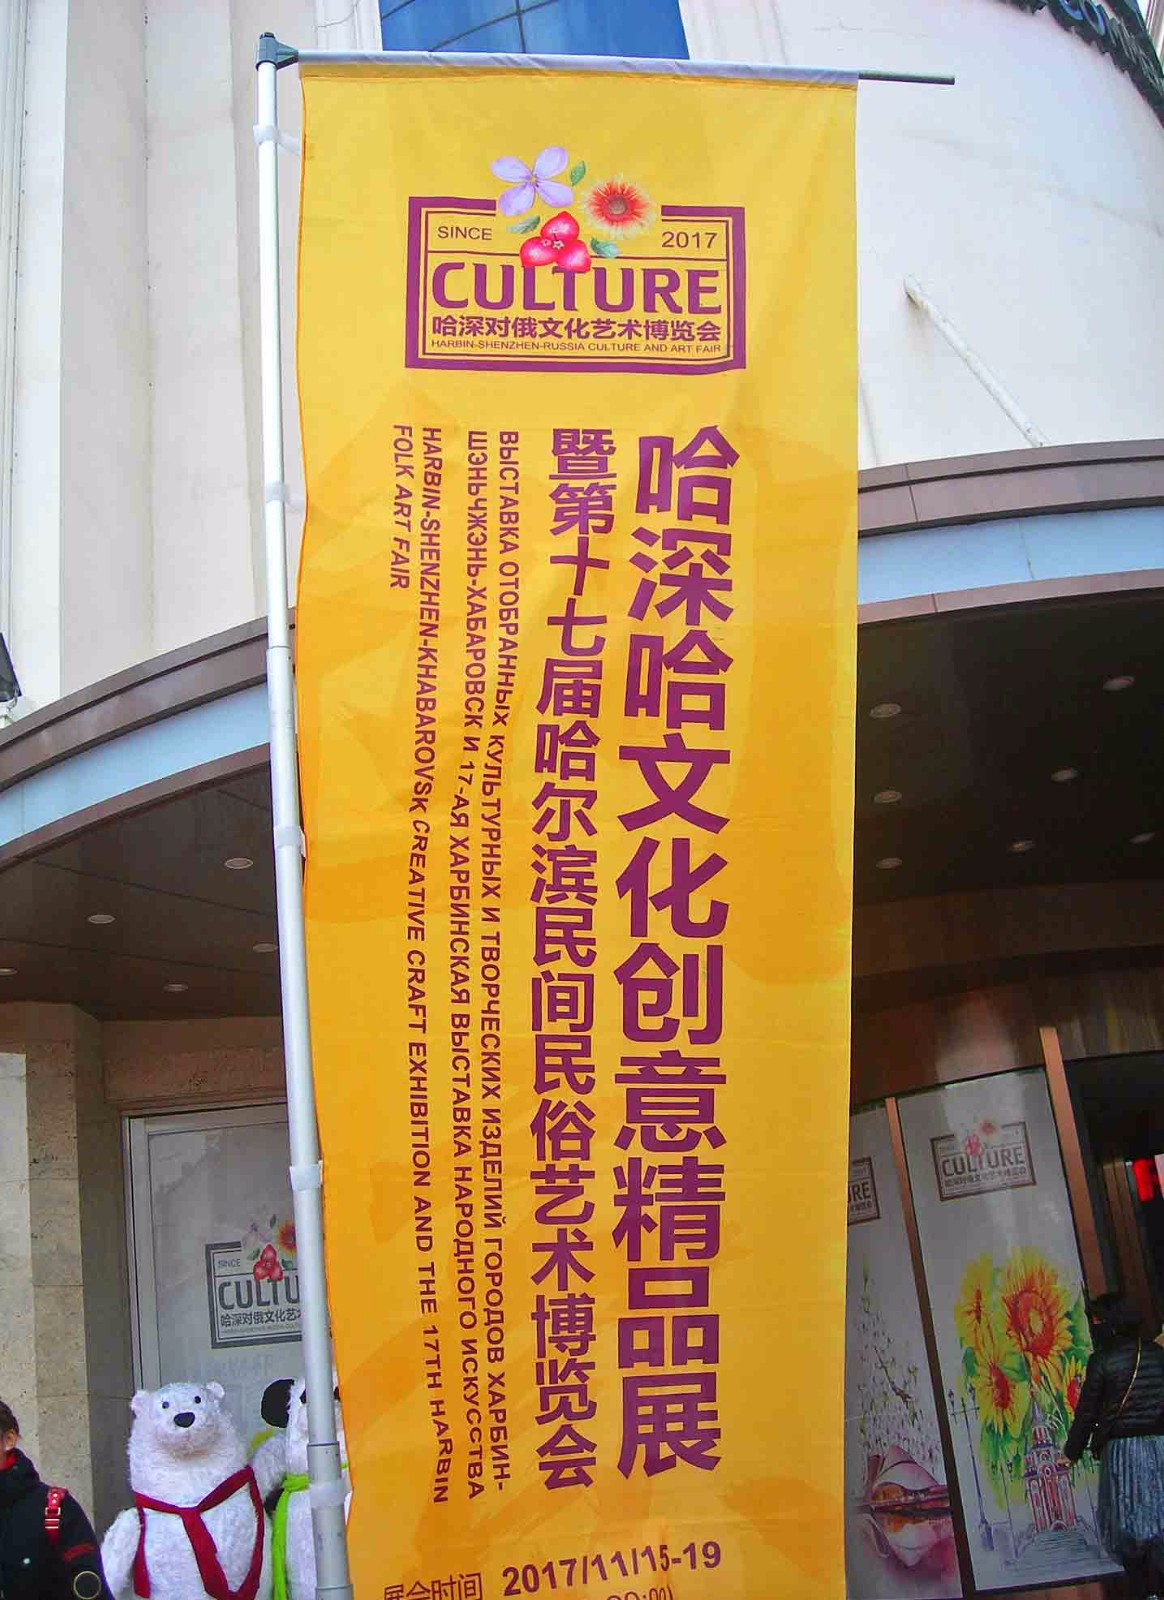 SINCE 2017
CULTURE
哈深对俄文化艺术博览会
HARBIN-SHENZHEN-RUSSIA CULTURE AND ART FAIR
哈深哈文化创意精品展
暨第十七届哈尔滨民间民俗艺术博览会
ВЫСТАВКА ОТОБРАННЫХ КУЛЬТУРНЫХ И ТВОРЧЕСКИХ ИЗДЕЛИЙ ГОРОДОВ ХАРБИН-
ШЭНЬЧЖЭНЬ-ХАБАРОВСК И 17-АЯ ХАРБИНСКАЯ ВЫСТАВКА НАРОДНОГО ИСКУССТВА
HARBIN-SHENZHEN-KHABAROVSK CREATIVE CRAFT EXHIBITION AND THE 17TH HARBIN
FOLK ART FAIR
展会时间 2017/11/15-19
SINCE
CULTU
哈深对俄文化艺
CULTURE
哈深对俄文化艺术博览会